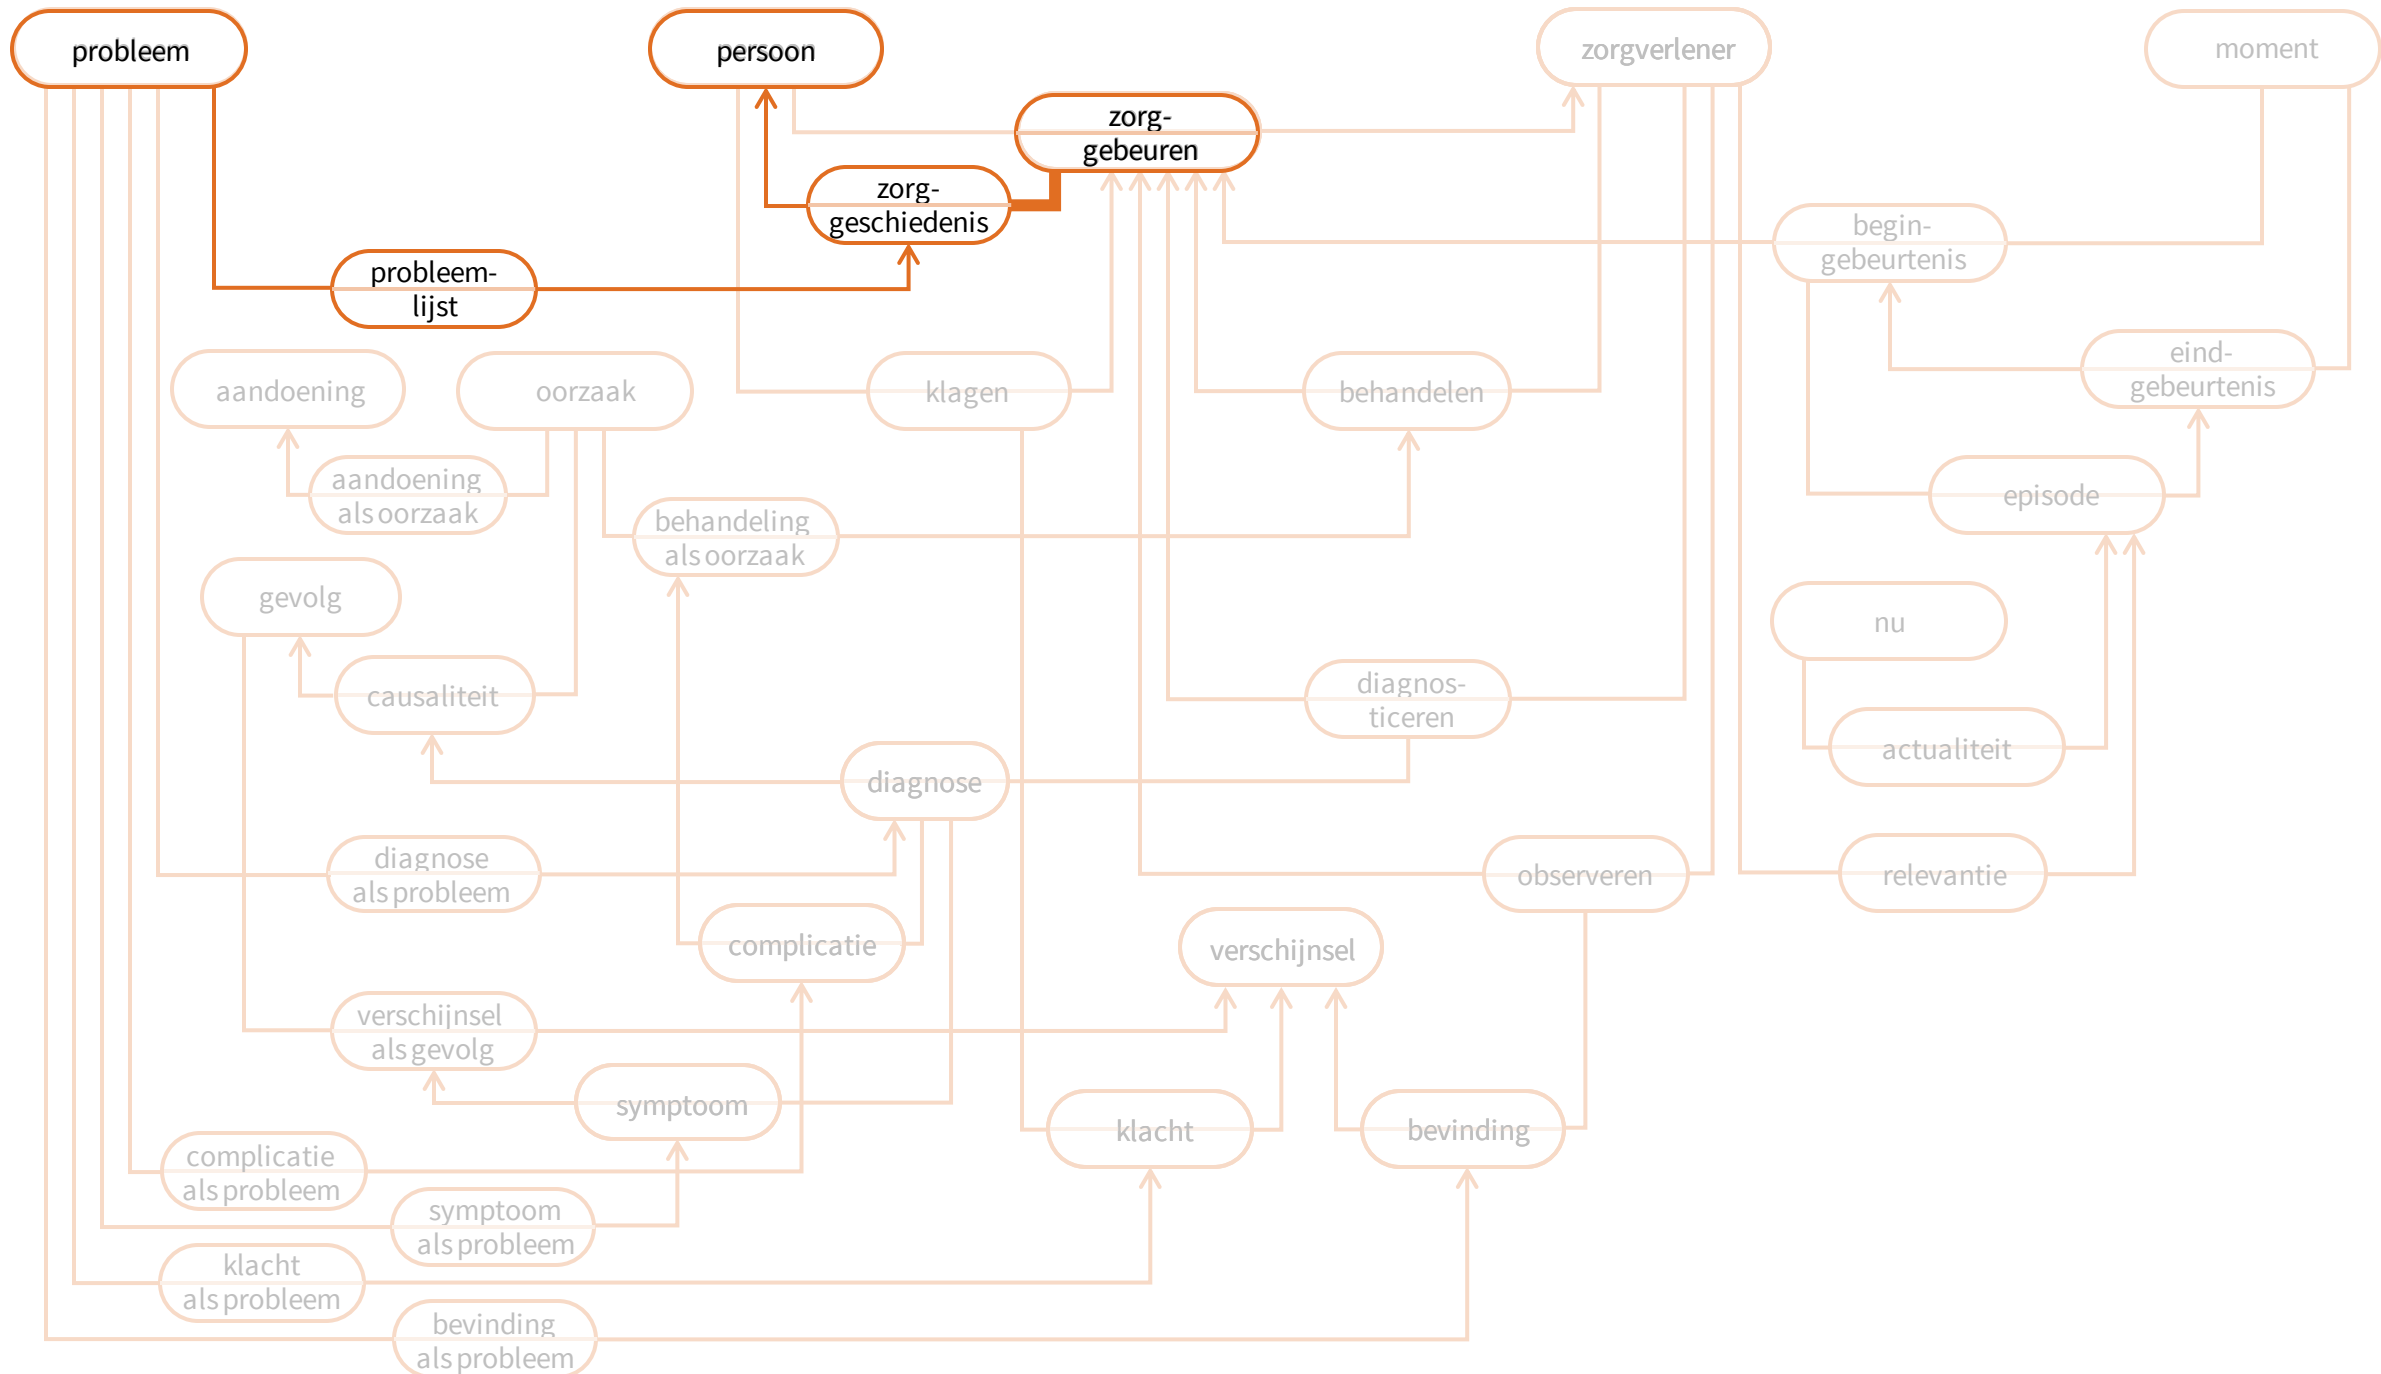 probleem
persoon
zorgverlener
moment
zorg-
gebeuren
zorg-
geschiedenis
begin-
gebeurtenis
probleem-
lijst
eind-
gebeurtenis
aandoening
oorzaak
klagen
behandelen
aandoening
als oorzaak
episode
behandeling
als oorzaak
gevolg
nu
causaliteit
diagnos-
ticeren
actualiteit
diagnose
diagnose
als probleem
observeren
relevantie
complicatie
verschijnsel
verschijnsel
als gevolg
symptoom
klacht
bevinding
complicatie
als probleem
symptoom
als probleem
klacht
als probleem
bevinding
als probleem